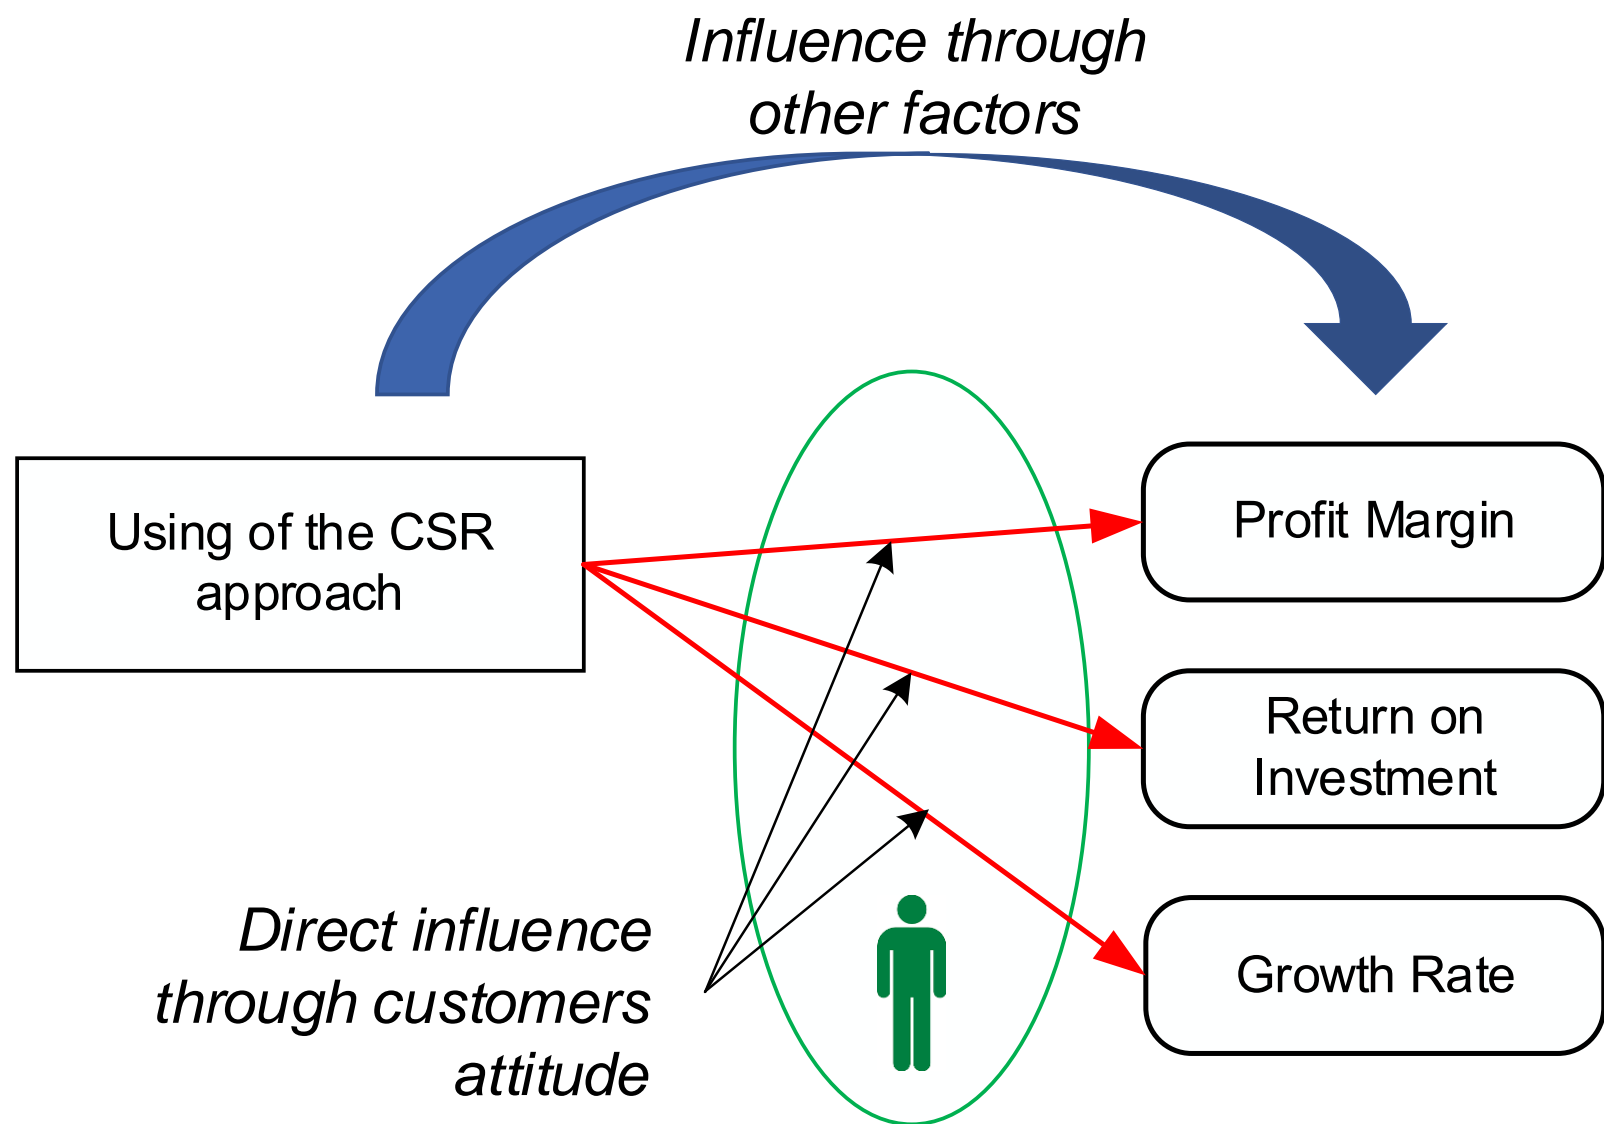 Influence through
other factors
Using of the CSR
approach
Profit Margin
Return on
Investment
Growth Rate
Direct influence
through customers
attitude